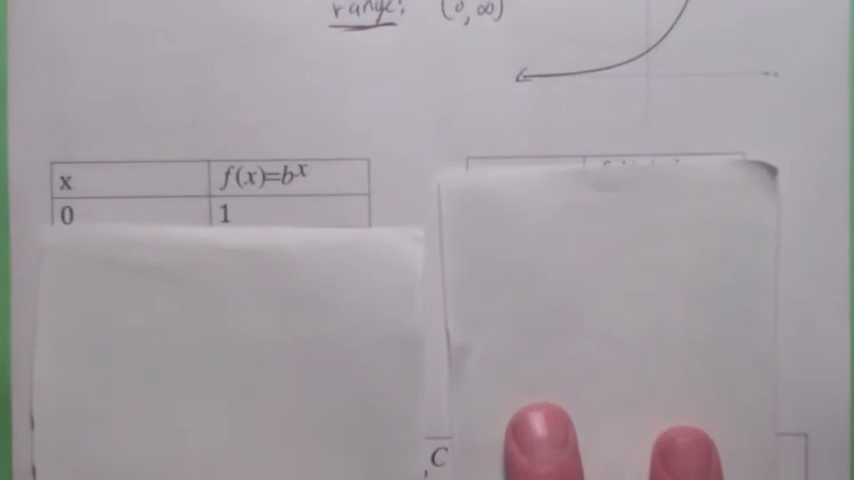 range: (0, ∞)
x f(x)=b^x
0 1
C